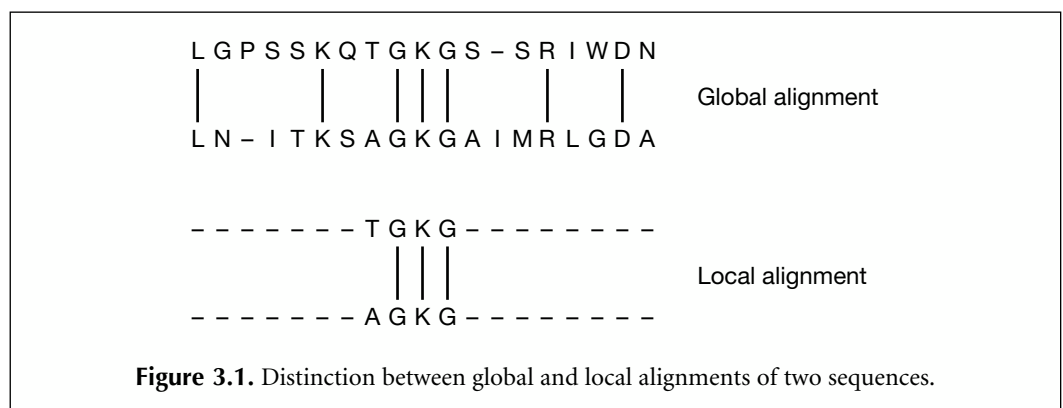 L G P S S K Q T G K G S – S R I W D N
Global alignment
L N – I T K S A G K G A I M R L G D A
– – – – – – – T G K G – – – – – – – –
Local alignment
– – – – – – – A G K G – – – – – – – –
Figure 3.1. Distinction between global and local alignments of two sequences.